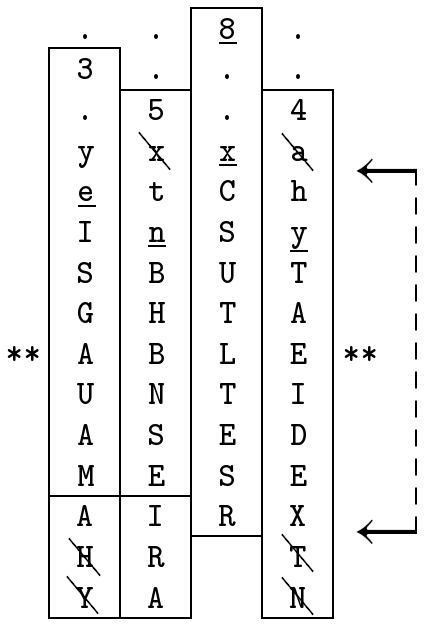 . . 8 .
3 . . .
. 5 . 4
y x x a
e t C h
I n S y
S B U T
G H T A
** A B L E **
U N T I
A S E D
M E S E
A I R X
H R T
Y A N